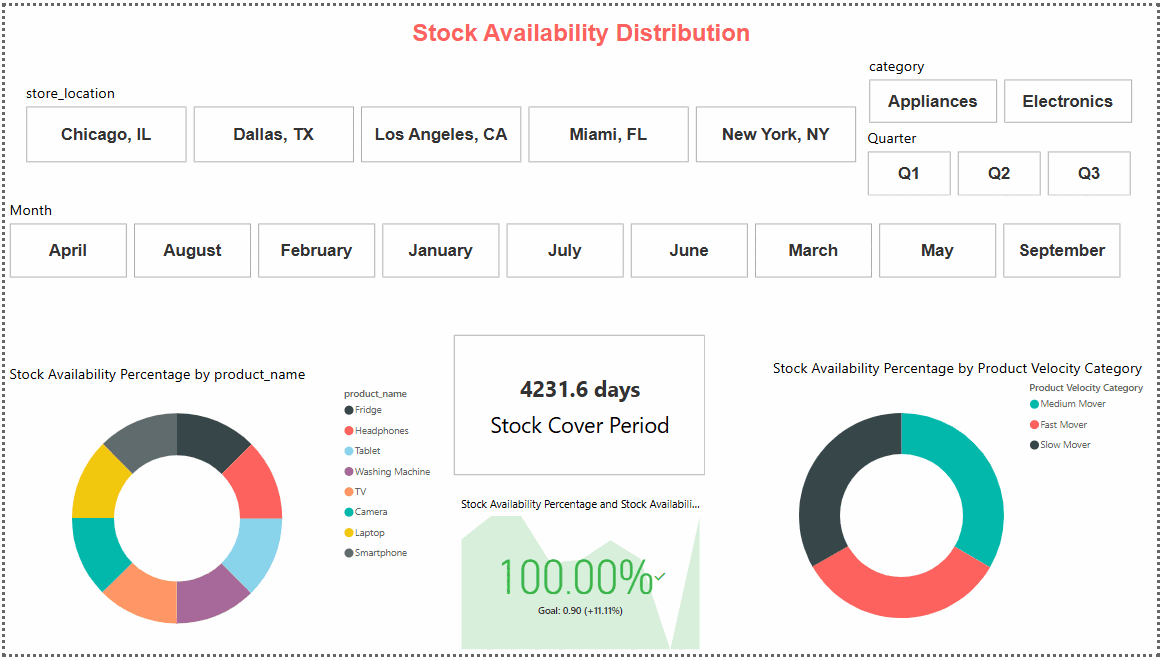 Stock Availability Distribution
store_location
Chicago, IL
Dallas, TX
Los Angeles, CA
Miami, FL
New York, NY
category
Appliances
Electronics
Quarter
Q1
Q2
Q3
Month
April
August
February
January
July
June
March
May
September
Stock Availability Percentage by product_name
product_name
Fridge
Headphones
Tablet
Washing Machine
TV
Camera
Laptop
Smartphone
4231.6 days
Stock Cover Period
Stock Availability Percentage and Stock Availabili...
100.00%
Goal: 0.90 (+11.11%)
Stock Availability Percentage by Product Velocity Category
Product Velocity Category
Medium Mover
Fast Mover
Slow Mover